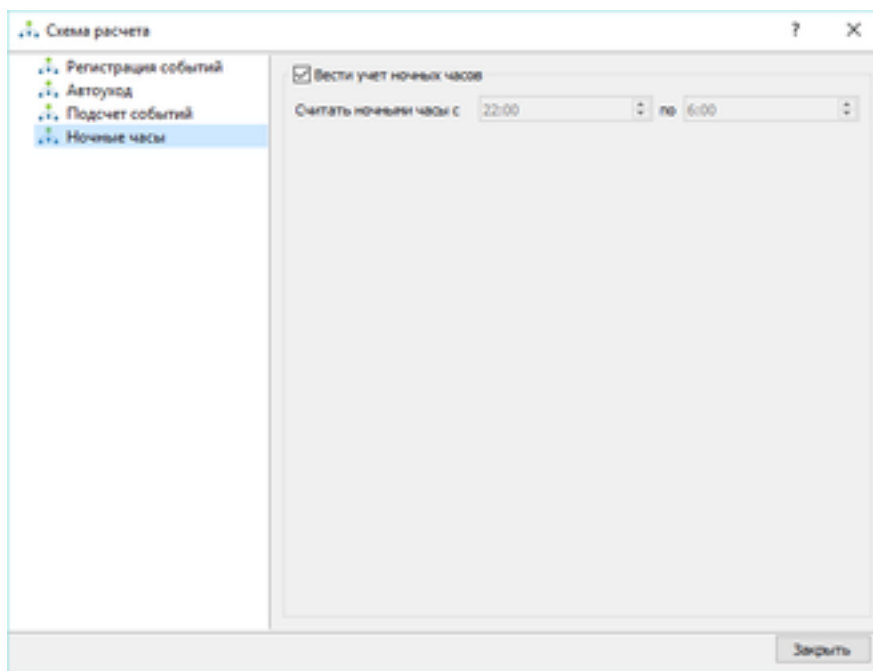 Схема расчета
?
Регистрация событий
Автоуход
Подсчет событий
Ночные часы
Вести учет ночных часов
Считать ночными часы с 22:00 по 6:00
Закрыть